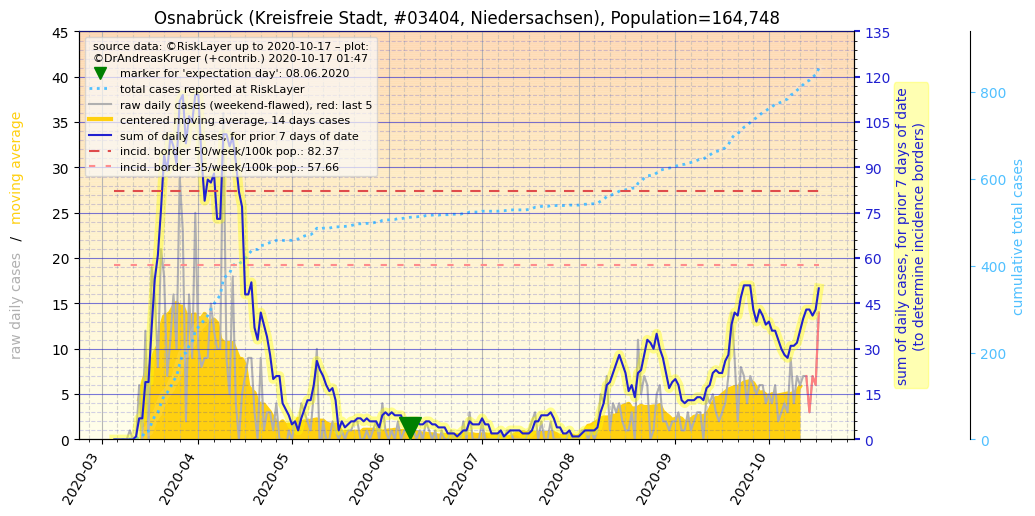 Osnabrück (Kreisfreie Stadt, #03404, Niedersachsen), Population=164,748
source data: ©RiskLayer up to 2020-10-17 – plot:
©DrAndreasKruger (+contrib.) 2020-10-17 01:47
marker for 'expectation day': 08.06.2020
total cases reported at RiskLayer
raw daily cases (weekend-flawed), red: last 5
centered moving average, 14 days cases
sum of daily cases, for prior 7 days of date
incid. border 50/week/100k pop.: 82.37
incid. border 35/week/100k pop.: 57.66
raw daily cases / moving average
45
40
35
30
25
20
15
10
5
0
2020-03
2020-04
2020-05
2020-06
2020-07
2020-08
2020-09
2020-10
135
120
105
90
75
60
45
30
15
0
sum of daily cases, for prior 7 days of date
(to determine incidence borders)
800
600
400
200
0
cumulative total cases